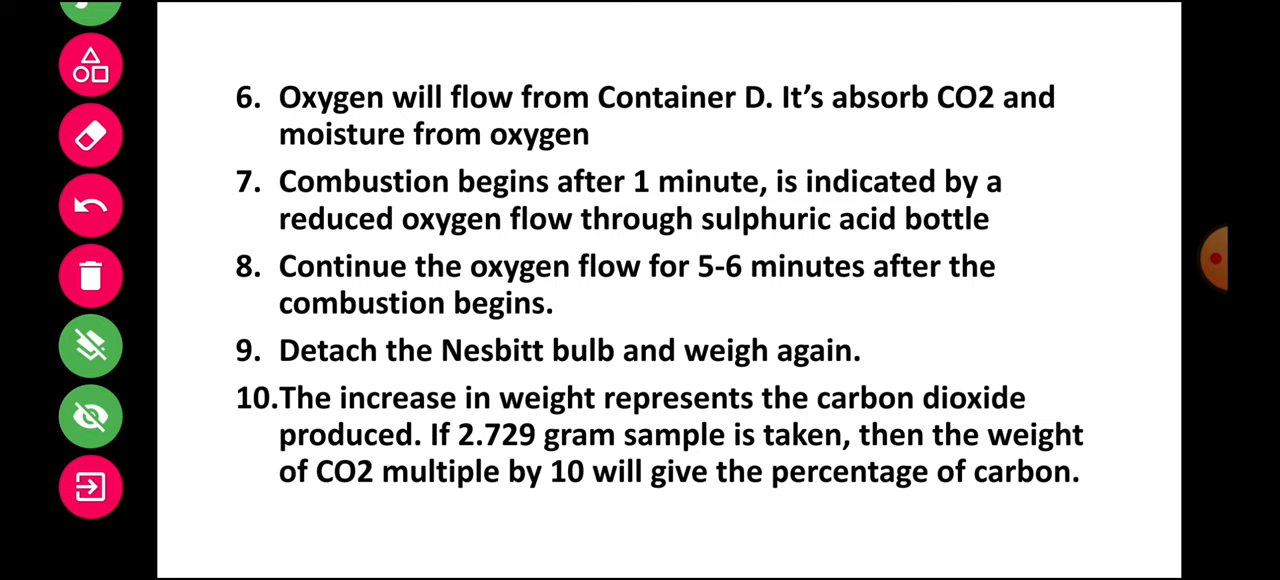 6. Oxygen will flow from Container D. It’s absorb CO2 and
moisture from oxygen
7. Combustion begins after 1 minute, is indicated by a
reduced oxygen flow through sulphuric acid bottle
8. Continue the oxygen flow for 5-6 minutes after the
combustion begins.
9. Detach the Nesbitt bulb and weigh again.
10.The increase in weight represents the carbon dioxide
produced. If 2.729 gram sample is taken, then the weight
of CO2 multiple by 10 will give the percentage of carbon.